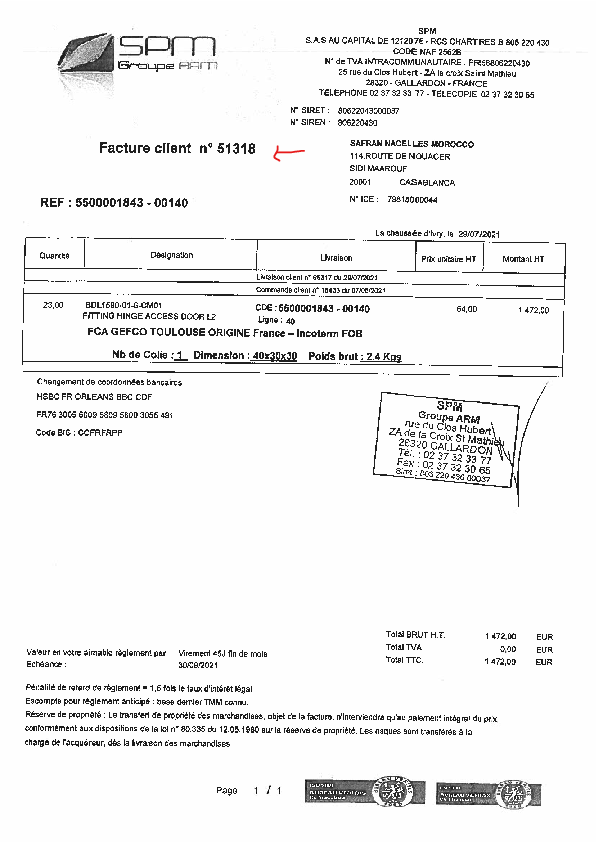 SPM
Groupe ARM
SPM
S.A.S AU CAPITAL DE 1212076 - RCS CHARTRES B 806 220 430
CODE NAF 2562B
N° de TVA INTRACOMMUNAUTAIRE : FR56806220430
25 rue du Clos Hubert - ZA la croix Saint Mathieu
28320 - GALLARDON - FRANCE
TELEPHONE 02 37 32 33 77 - TELECOPIE 02 37 32 30 65
N° SIRET : 80622043000037
N° SIREN : 806220430
Facture client n° 51318
SAFRAN NACELLES MOROCCO
114,ROUTE DE NOUACER
SIDI MAAROUF
20001 CASABLANCA
N° ICE : 79815000044
REF : 5500001843 - 00140
La chaussée d'Ivry, le 29/07/2021
Quantité Désignation Livraison Prix unitaire HT Montant HT
Livraison client n° 66317 du 29/07/2021
Commande client n° 16433 du 07/06/2021
23,00 BDL1590-01-6-CM01 CDE : 5500001843 - 00140 64,00 1 472,00
FITTING HINGE ACCESS DOOR L2 Ligne : 40
FCA GEFCO TOULOUSE ORIGINE France – Incoterm FOB
Nb de Colis : 1 Dimension : 40x30x30 Poids brut : 2.4 Kgs
Changement de coordonnées bancaires
HSBC FR ORLEANS BBC CDF
FR76 3005 6009 5809 5800 3055 491
Code BIC : CCFRFRPP
SPM
Groupe ARM
rue du Clos Hubert
ZA de la Croix St Mathieu
28320 GALLARDON
Tél. : 02 37 32 33 77
Fax : 02 37 32 30 65
Siret : 806 220 430 00037
Total BRUT H.T. 1 472,00 EUR
Total TVA 0,00 EUR
Total TTC. 1 472,00 EUR
Valeur en votre aimable règlement par Virement 45J fin de mois
Echéance : 30/09/2021
Pénalité de retard de règlement = 1,5 fois le taux d'intérêt légal
Escompte pour règlement anticipé : base dernier TMM connu.
Réserve de propriété : Le transfert de propriété des marchandises, objet de la facture, n'interviendra qu'au paiement intégral du prix
conformément aux dispositions de la loi n° 80.335 du 12.05.1980 sur la réserve de propriété. Les risques sont transférés à la
charge de l'acquéreur, dès la livraison des marchandises
Page 1 / 1